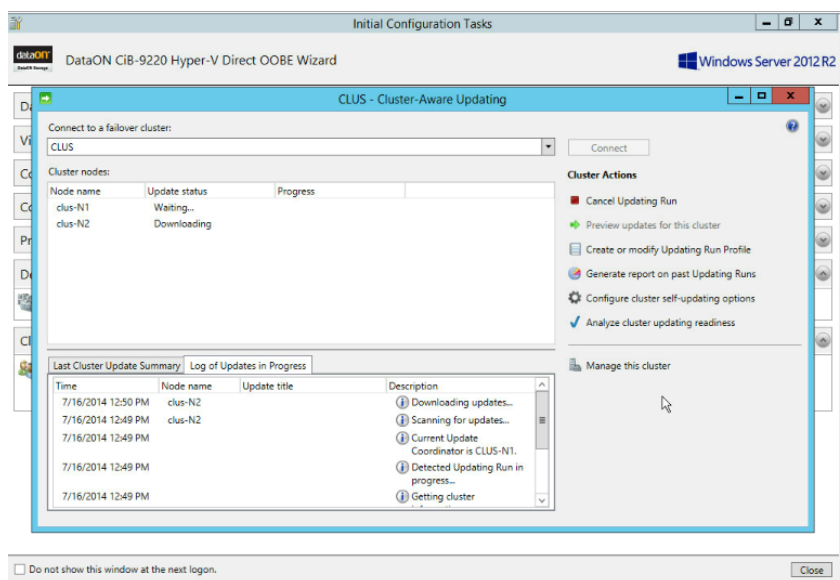 Initial Configuration Tasks
dataON
DataON Storage
DataON CiB-9220 Hyper-V Direct OOBE Wizard
Windows Server 2012 R2
CLUS - Cluster-Aware Updating
Connect to a failover cluster:
CLUS
Connect
Cluster nodes:
Node name Update status Progress
clus-N1 Waiting...
clus-N2 Downloading
Cluster Actions
Cancel Updating Run
Preview updates for this cluster
Create or modify Updating Run Profile
Generate report on past Updating Runs
Configure cluster self-updating options
Analyze cluster updating readiness
Manage this cluster
Last Cluster Update Summary Log of Updates in Progress
Time Node name Update title Description
7/16/2014 12:50 PM clus-N2 Downloading updates...
7/16/2014 12:49 PM clus-N2 Scanning for updates...
7/16/2014 12:49 PM Current Update
Coordinator is CLUS-N1.
7/16/2014 12:49 PM Detected Updating Run in
progress...
7/16/2014 12:49 PM Getting cluster
Do not show this window at the next logon.
Close